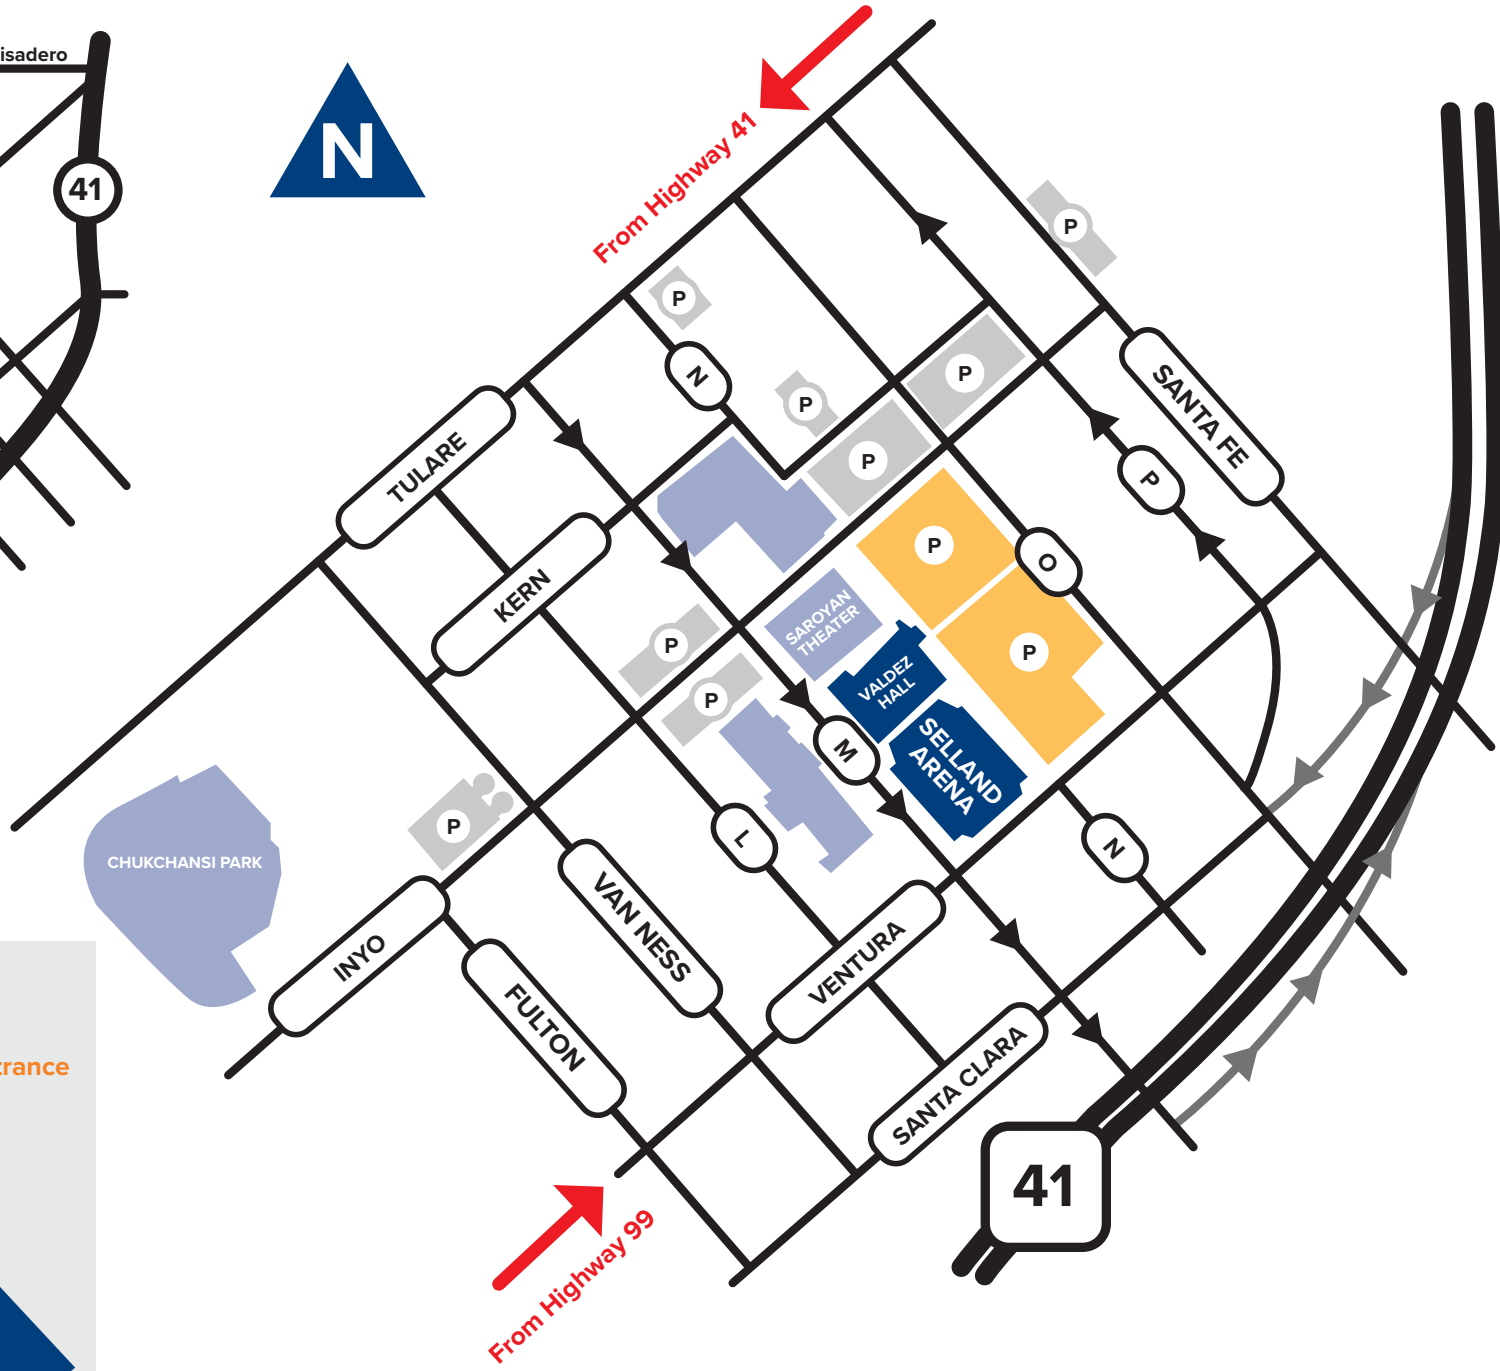 isadero
41
N
From Highway 41
P
P
N
P
P
P
SANTA FE
TULARE
P
P
O
KERN
SAROYAN
THEATER
P
P
P
VALDEZ
HALL
M
SELLAND
ARENA
P
L
N
CHUKCHANSI PARK
VAN NESS
INYO
VENTURA
FULTON
SANTA CLARA
trance
41
From Highway 99